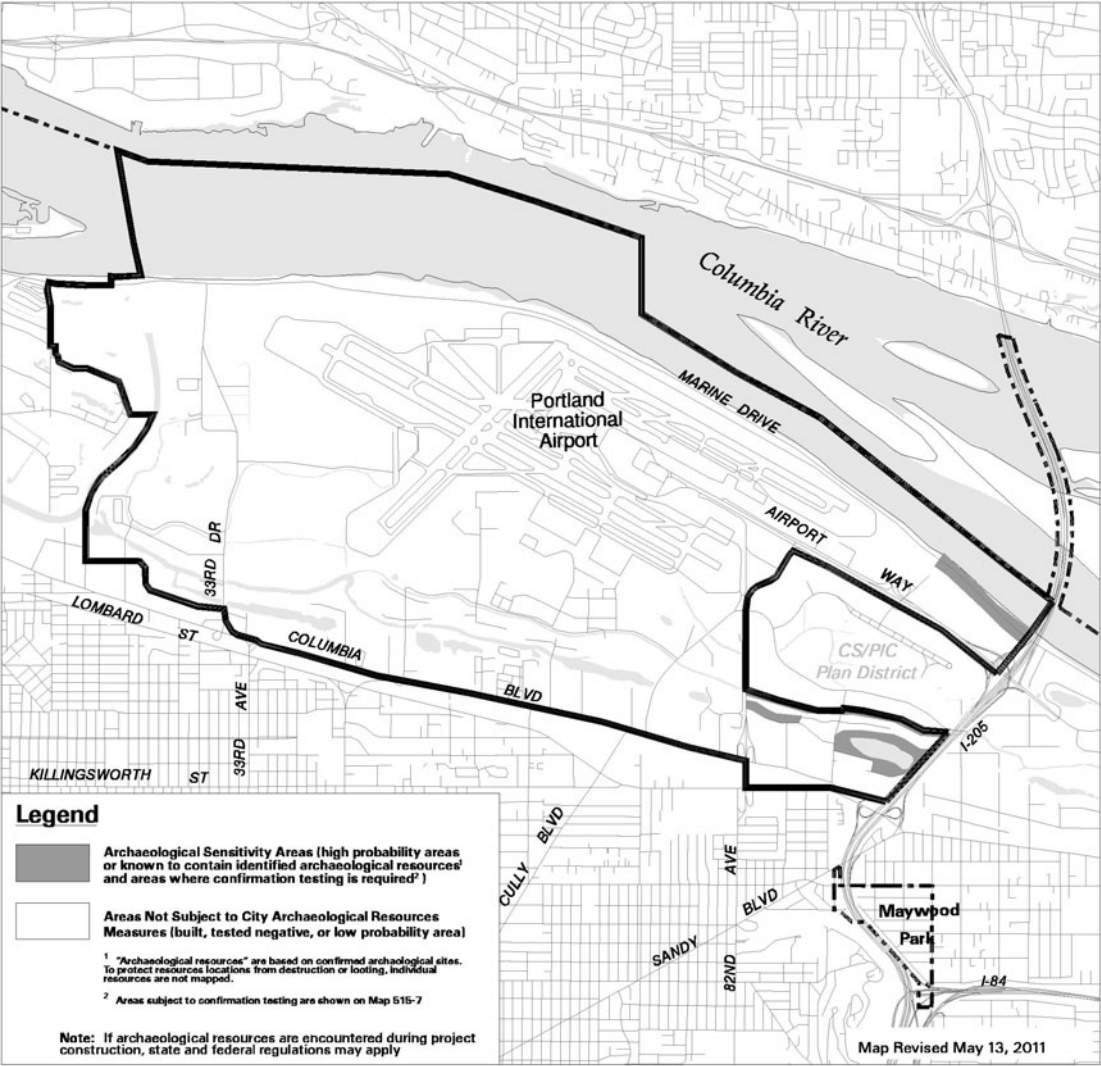 Columbia River
MARINE DRIVE
Portland
International
Airport
AIRPORT WAY
33RD DR
LOMBARD ST
COLUMBIA BLVD
CS/PIC
Plan District
I-205
33RD AVE
KILLINGSWORTH ST
CULLY BLVD
82ND AVE
SANDY BLVD
Maywood
Park
I-84
Legend
Archaeological Sensitivity Areas (high probability areas
or known to contain identified archaeological resources¹
and areas where confirmation testing is required² )
Areas Not Subject to City Archaeological Resources
Measures (built, tested negative, or low probability area)
¹ "Archaeological resources" are based on confirmed archaological sites.
To protect resources locations from destruction or looting, individual
resources are not mapped.
² Areas subject to confirmation testing are shown on Map 515-7
Note: If archaeological resources are encountered during project
construction, state and federal regulations may apply
Map Revised May 13, 2011